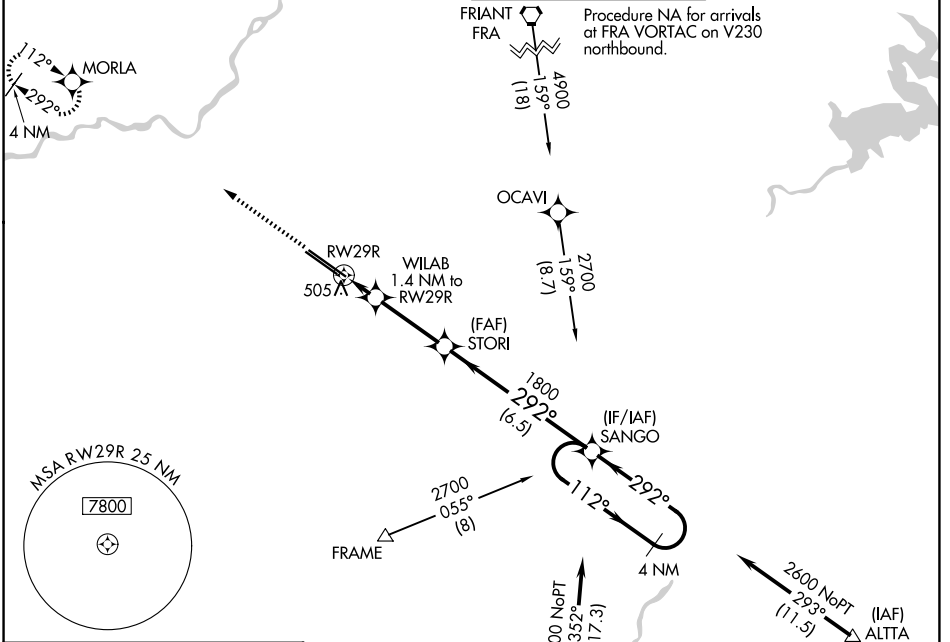 FRIANT
FRA
Procedure NA for arrivals
at FRA VORTAC on V230
northbound.
112°
292°
MORLA
4 NM
4900
159°
(18)
OCAVI
2700
159°
(8.7)
RW29R
505
WILAB
1.4 NM to
RW29R
(FAF)
STORI
1800
292°
(6.5)
(IF/IAF)
SANGO
292°
112°
4 NM
MSA RW29R 25 NM
7800
2700
055°
(8)
FRAME
00 NoPT
352°
17.3)
2600 NoPT
293°
(11.5)
(IAF)
ALTTA